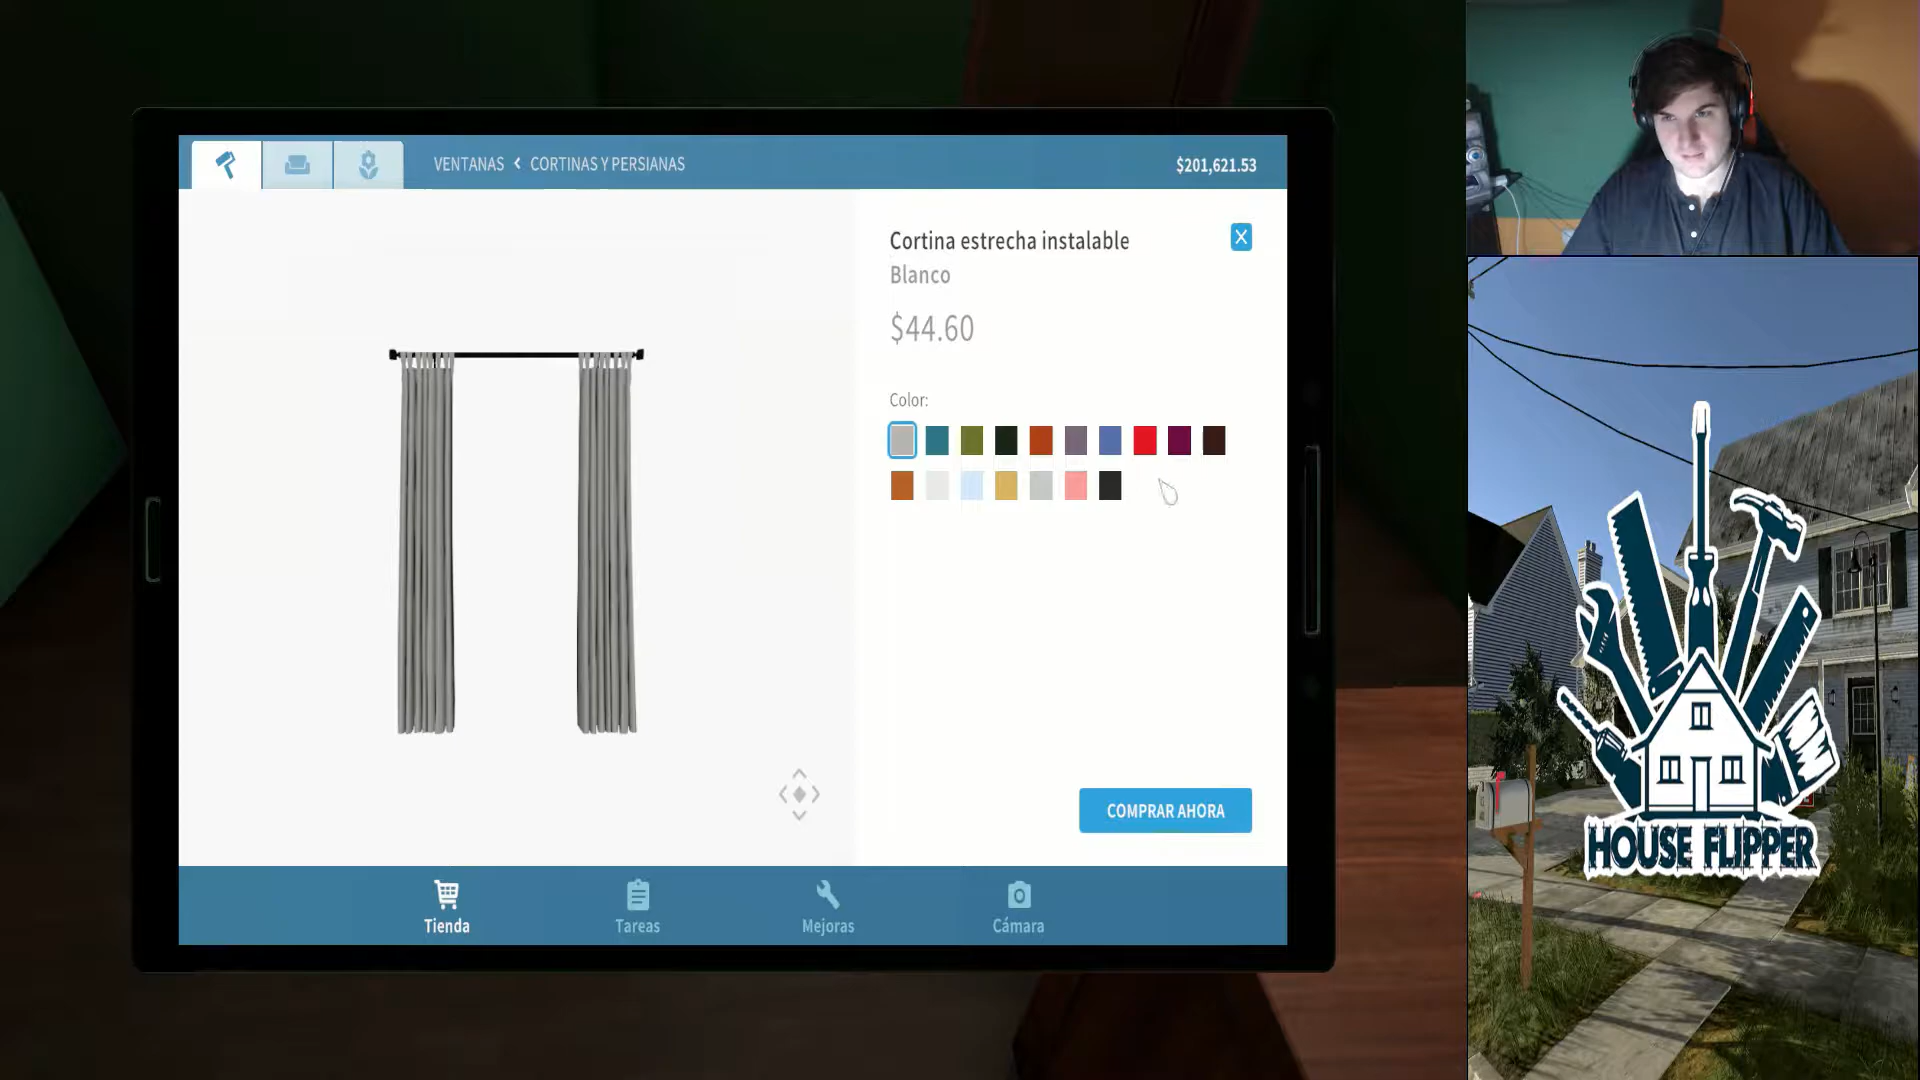 VENTANAS < CORTINAS Y PERSIANAS
$201,621.53
Cortina estrecha instalable
X
Blanco
$44.60
Color:
COMPRAR AHORA
Tienda
Tareas
Mejoras
Cámara
HOUSE FLIPPER